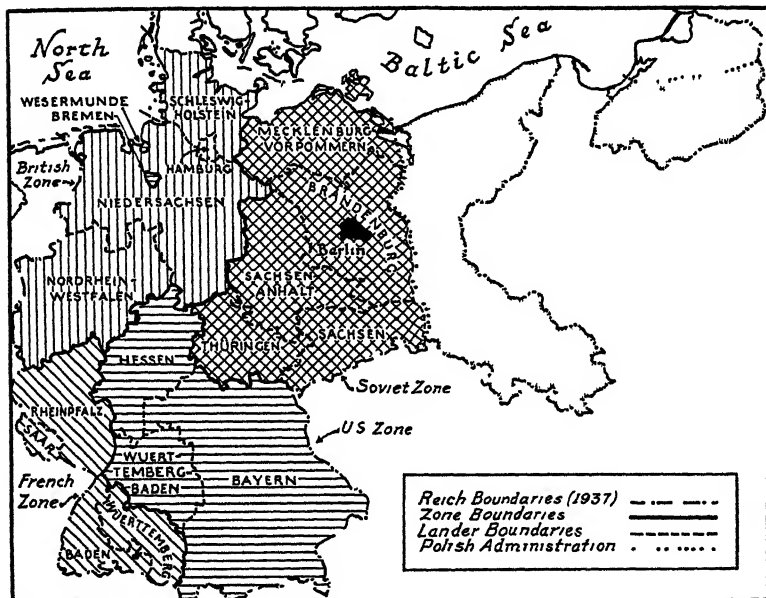 North
Sea
Baltic Sea
WESERMUNDE
BREMEN
SCHLESWIG-
HOLSTEIN
MECKLENBURG
VORPOMMERN
British
Zone
HAMBURG
NIEDERSACHSEN
BRANDENBURG
Berlin
NORDRHEIN-
WESTFALEN
SACHSEN
ANHALT
SACHSEN
THÜRINGEN
HESSEN
Soviet Zone
RHEINPFALZ
US Zone
SAAR
WUERT-
TEMBERG
BADEN
BAYERN
French
Zone
WUERTTEMBERG
BADEN
Reich Boundaries (1937)
Zone Boundaries
Lander Boundaries
Polish Administration